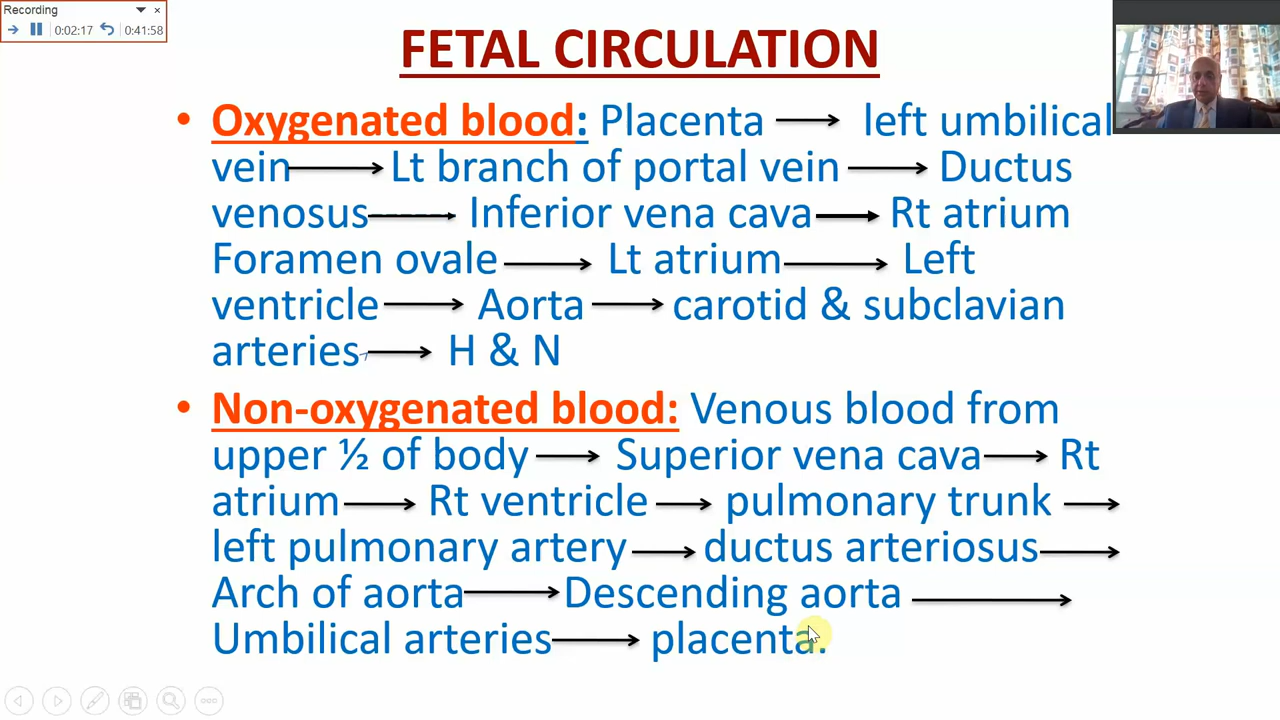 Recording
0:02:17 0:41:58
FETAL CIRCULATION
• Oxygenated blood: Placenta → left umbilical
vein → Lt branch of portal vein → Ductus
venosus → Inferior vena cava → Rt atrium
Foramen ovale → Lt atrium → Left
ventricle → Aorta → carotid & subclavian
arteries → H & N
• Non-oxygenated blood: Venous blood from
upper ½ of body → Superior vena cava → Rt
atrium → Rt ventricle → pulmonary trunk →
left pulmonary artery → ductus arteriosus →
Arch of aorta → Descending aorta →
Umbilical arteries → placenta.